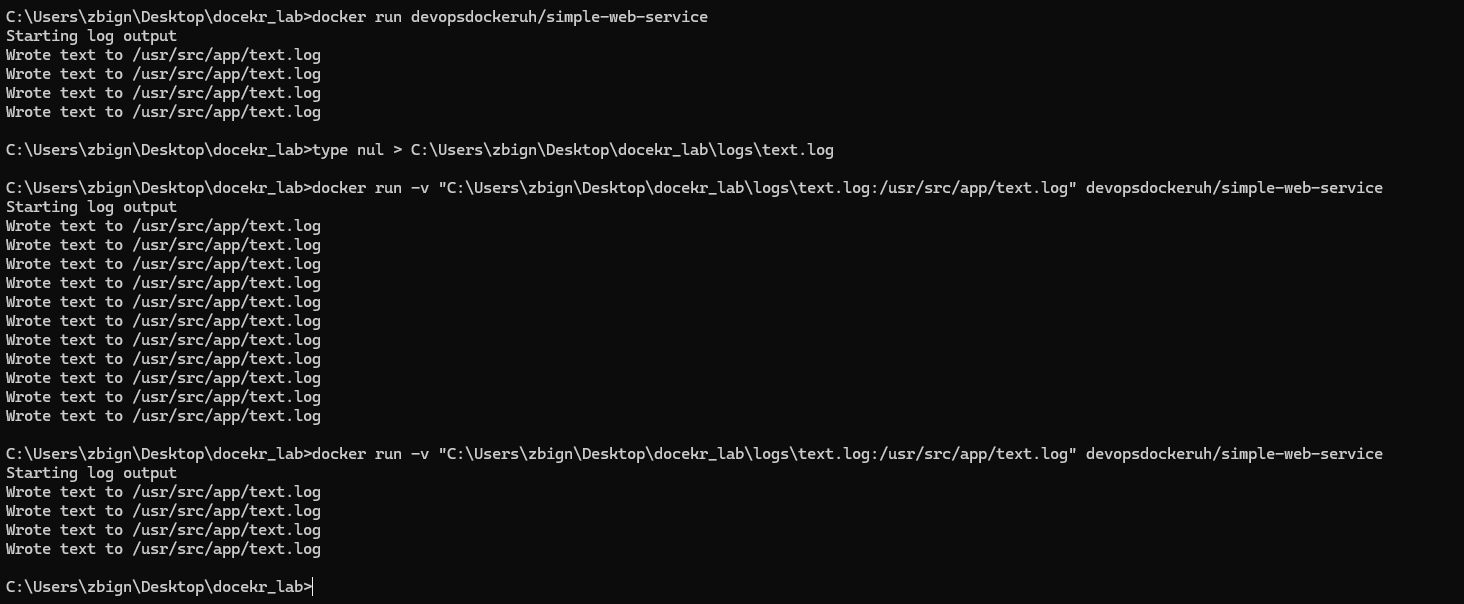 C:\Users\zbign\Desktop\docekr_lab>docker run devopsdockeruh/simple-web-service
Starting log output
Wrote text to /usr/src/app/text.log
Wrote text to /usr/src/app/text.log
Wrote text to /usr/src/app/text.log
Wrote text to /usr/src/app/text.log
C:\Users\zbign\Desktop\docekr_lab>type nul > C:\Users\zbign\Desktop\docekr_lab\logs\text.log
C:\Users\zbign\Desktop\docekr_lab>docker run -v "C:\Users\zbign\Desktop\docekr_lab\logs\text.log:/usr/src/app/text.log" devopsdockeruh/simple-web-service
Starting log output
Wrote text to /usr/src/app/text.log
Wrote text to /usr/src/app/text.log
Wrote text to /usr/src/app/text.log
Wrote text to /usr/src/app/text.log
Wrote text to /usr/src/app/text.log
Wrote text to /usr/src/app/text.log
Wrote text to /usr/src/app/text.log
Wrote text to /usr/src/app/text.log
Wrote text to /usr/src/app/text.log
Wrote text to /usr/src/app/text.log
Wrote text to /usr/src/app/text.log
C:\Users\zbign\Desktop\docekr_lab>docker run -v "C:\Users\zbign\Desktop\docekr_lab\logs\text.log:/usr/src/app/text.log" devopsdockeruh/simple-web-service
Starting log output
Wrote text to /usr/src/app/text.log
Wrote text to /usr/src/app/text.log
Wrote text to /usr/src/app/text.log
Wrote text to /usr/src/app/text.log
C:\Users\zbign\Desktop\docekr_lab>